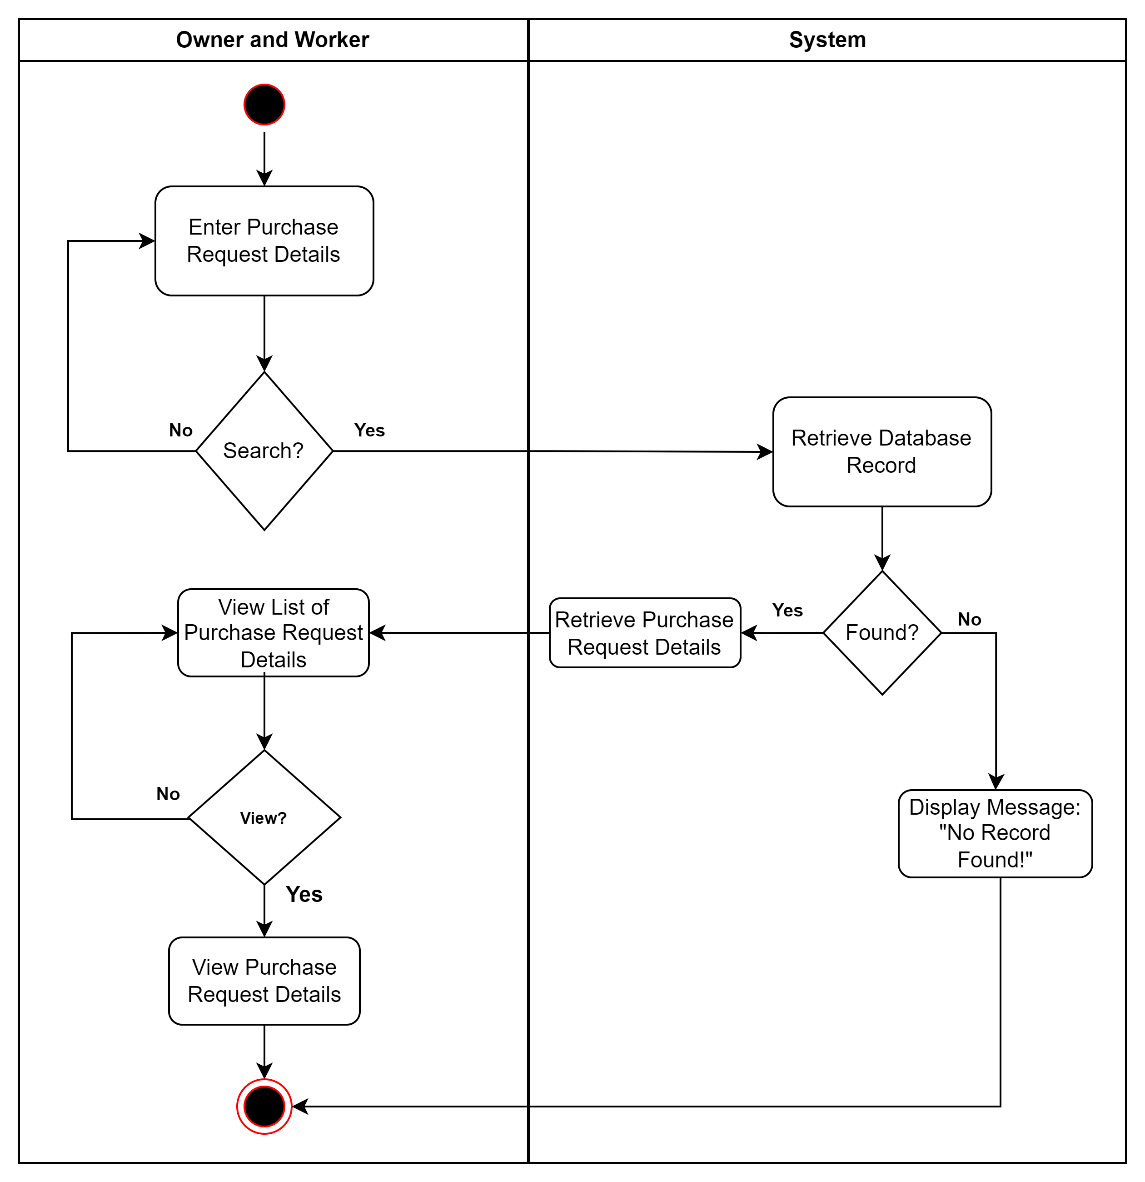 Owner and Worker
System
Enter Purchase
Request Details
No
Search?
Yes
Retrieve Database
Record
Found?
Yes
No
Retrieve Purchase
Request Details
View List of
Purchase Request
Details
No
View?
Yes
Display Message:
"No Record
Found!"
View Purchase
Request Details